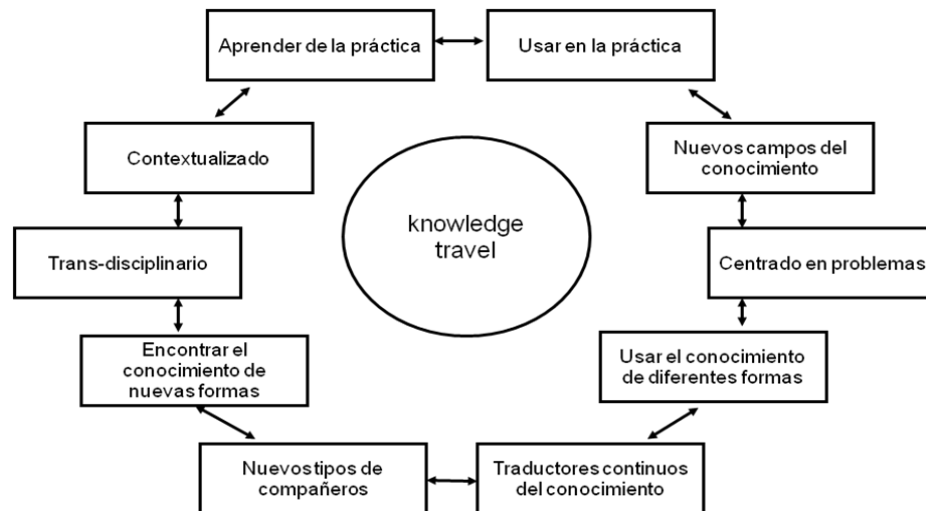 Aprender de la práctica
Usar en la práctica
Contextualizado
Nuevos campos del
conocimiento
knowledge
travel
Trans-disciplinario
Centrado en problemas
Encontrar el
conocimiento de
nuevas formas
Usar el conocimiento
de diferentes formas
Nuevos tipos de
compañeros
Traductores continuos
del conocimiento